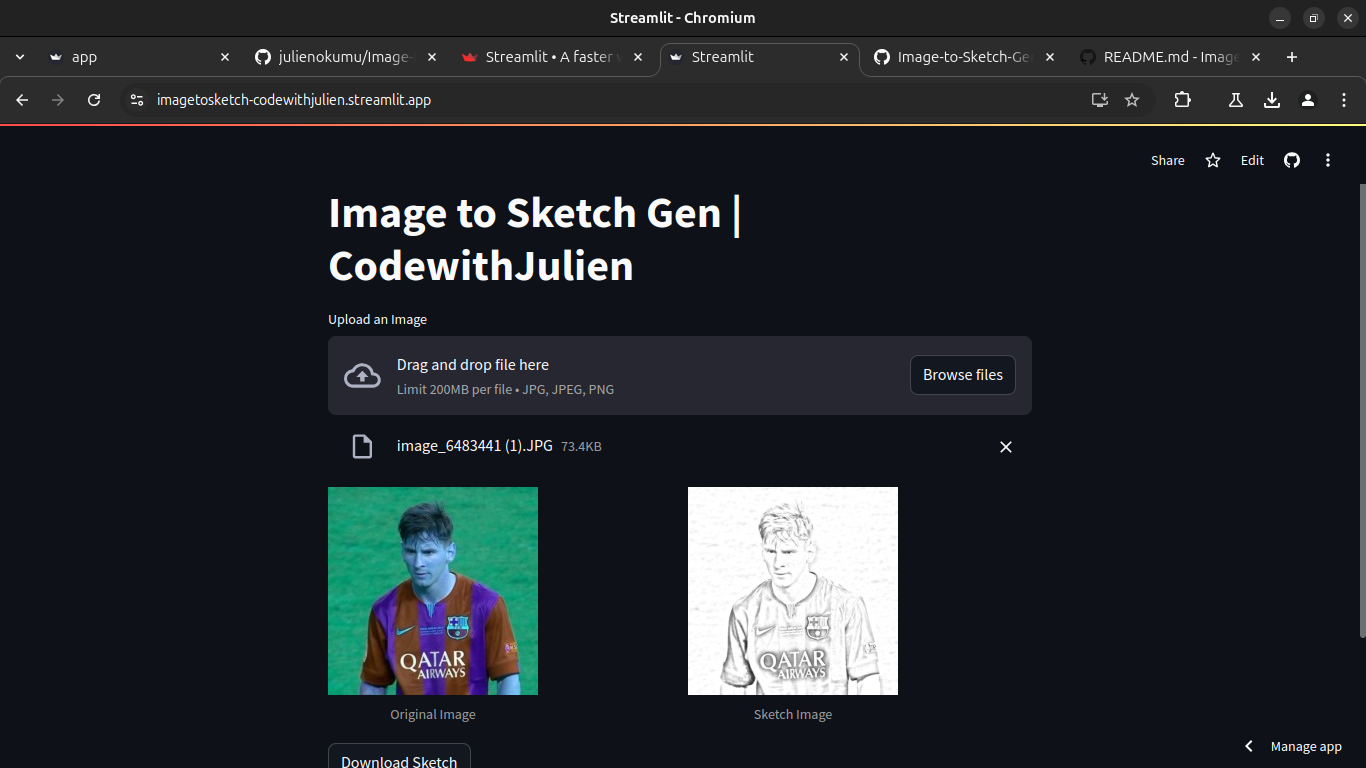 Streamlit - Chromium
app
julienokumu/Image-
Streamlit • A faster
Streamlit
Image-to-Sketch-Ge
README.md - Image
imagetosketch-codewithjulien.streamlit.app
Share
Edit
Image to Sketch Gen |
CodewithJulien
Upload an Image
Drag and drop file here
Limit 200MB per file • JPG, JPEG, PNG
Browse files
image_6483441 (1).JPG 73.4KB
QATAR
AIRWAYS
QATAR
AIRWAYS
Original Image
Sketch Image
Download Sketch
Manage app